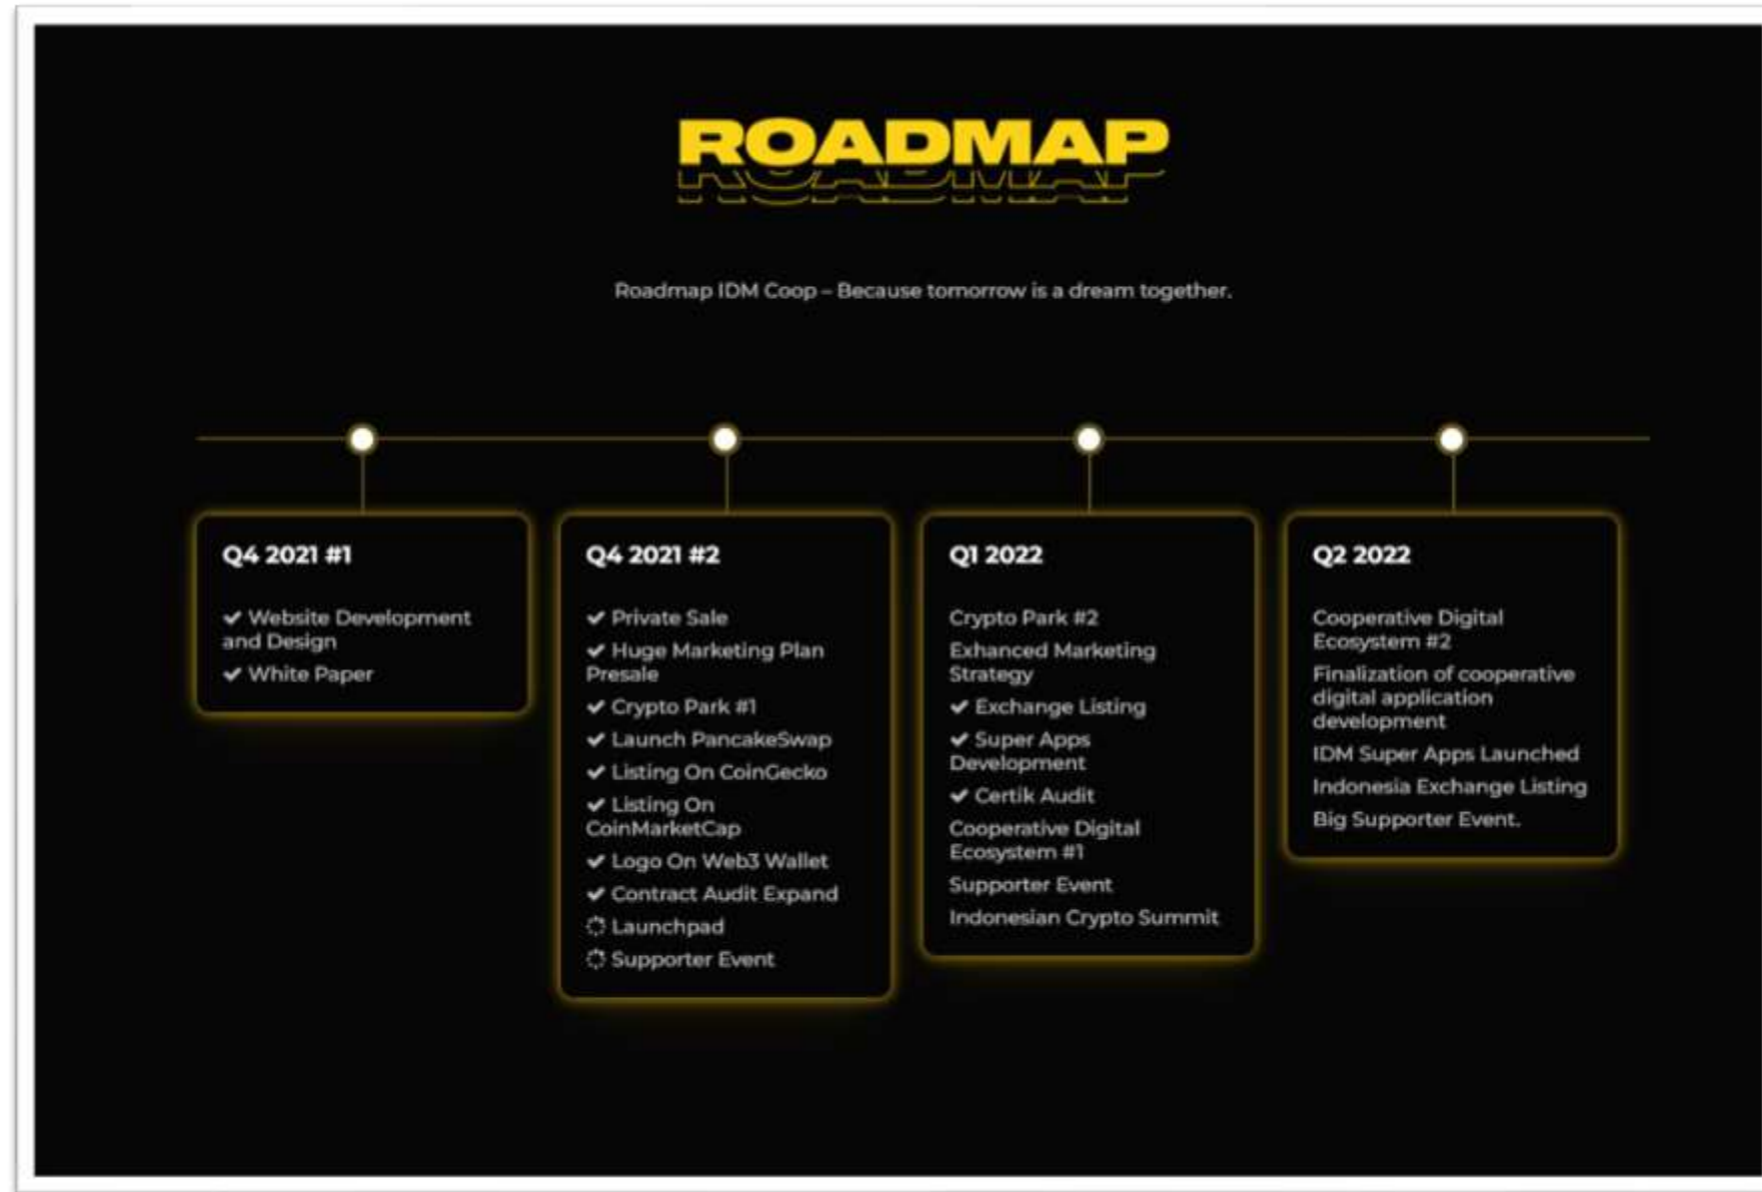 ROADMAP
Roadmap IDM Coop – Because tomorrow is a dream together.
Q4 2021 #1
✔ Website Development
and Design
✔ White Paper
Q4 2021 #2
✔ Private Sale
✔ Huge Marketing Plan
Presale
✔ Crypto Park #1
✔ Launch PancakeSwap
✔ Listing On CoinGecko
✔ Listing On
CoinMarketCap
✔ Logo On Web3 Wallet
✔ Contract Audit Expand
Launchpad
Supporter Event
Q1 2022
Crypto Park #2
Exhanced Marketing
Strategy
✔ Exchange Listing
✔ Super Apps
Development
✔ Certik Audit
Cooperative Digital
Ecosystem #1
Supporter Event
Indonesian Crypto Summit
Q2 2022
Cooperative Digital
Ecosystem #2
Finalization of cooperative
digital application
development
IDM Super Apps Launched
Indonesia Exchange Listing
Big Supporter Event.